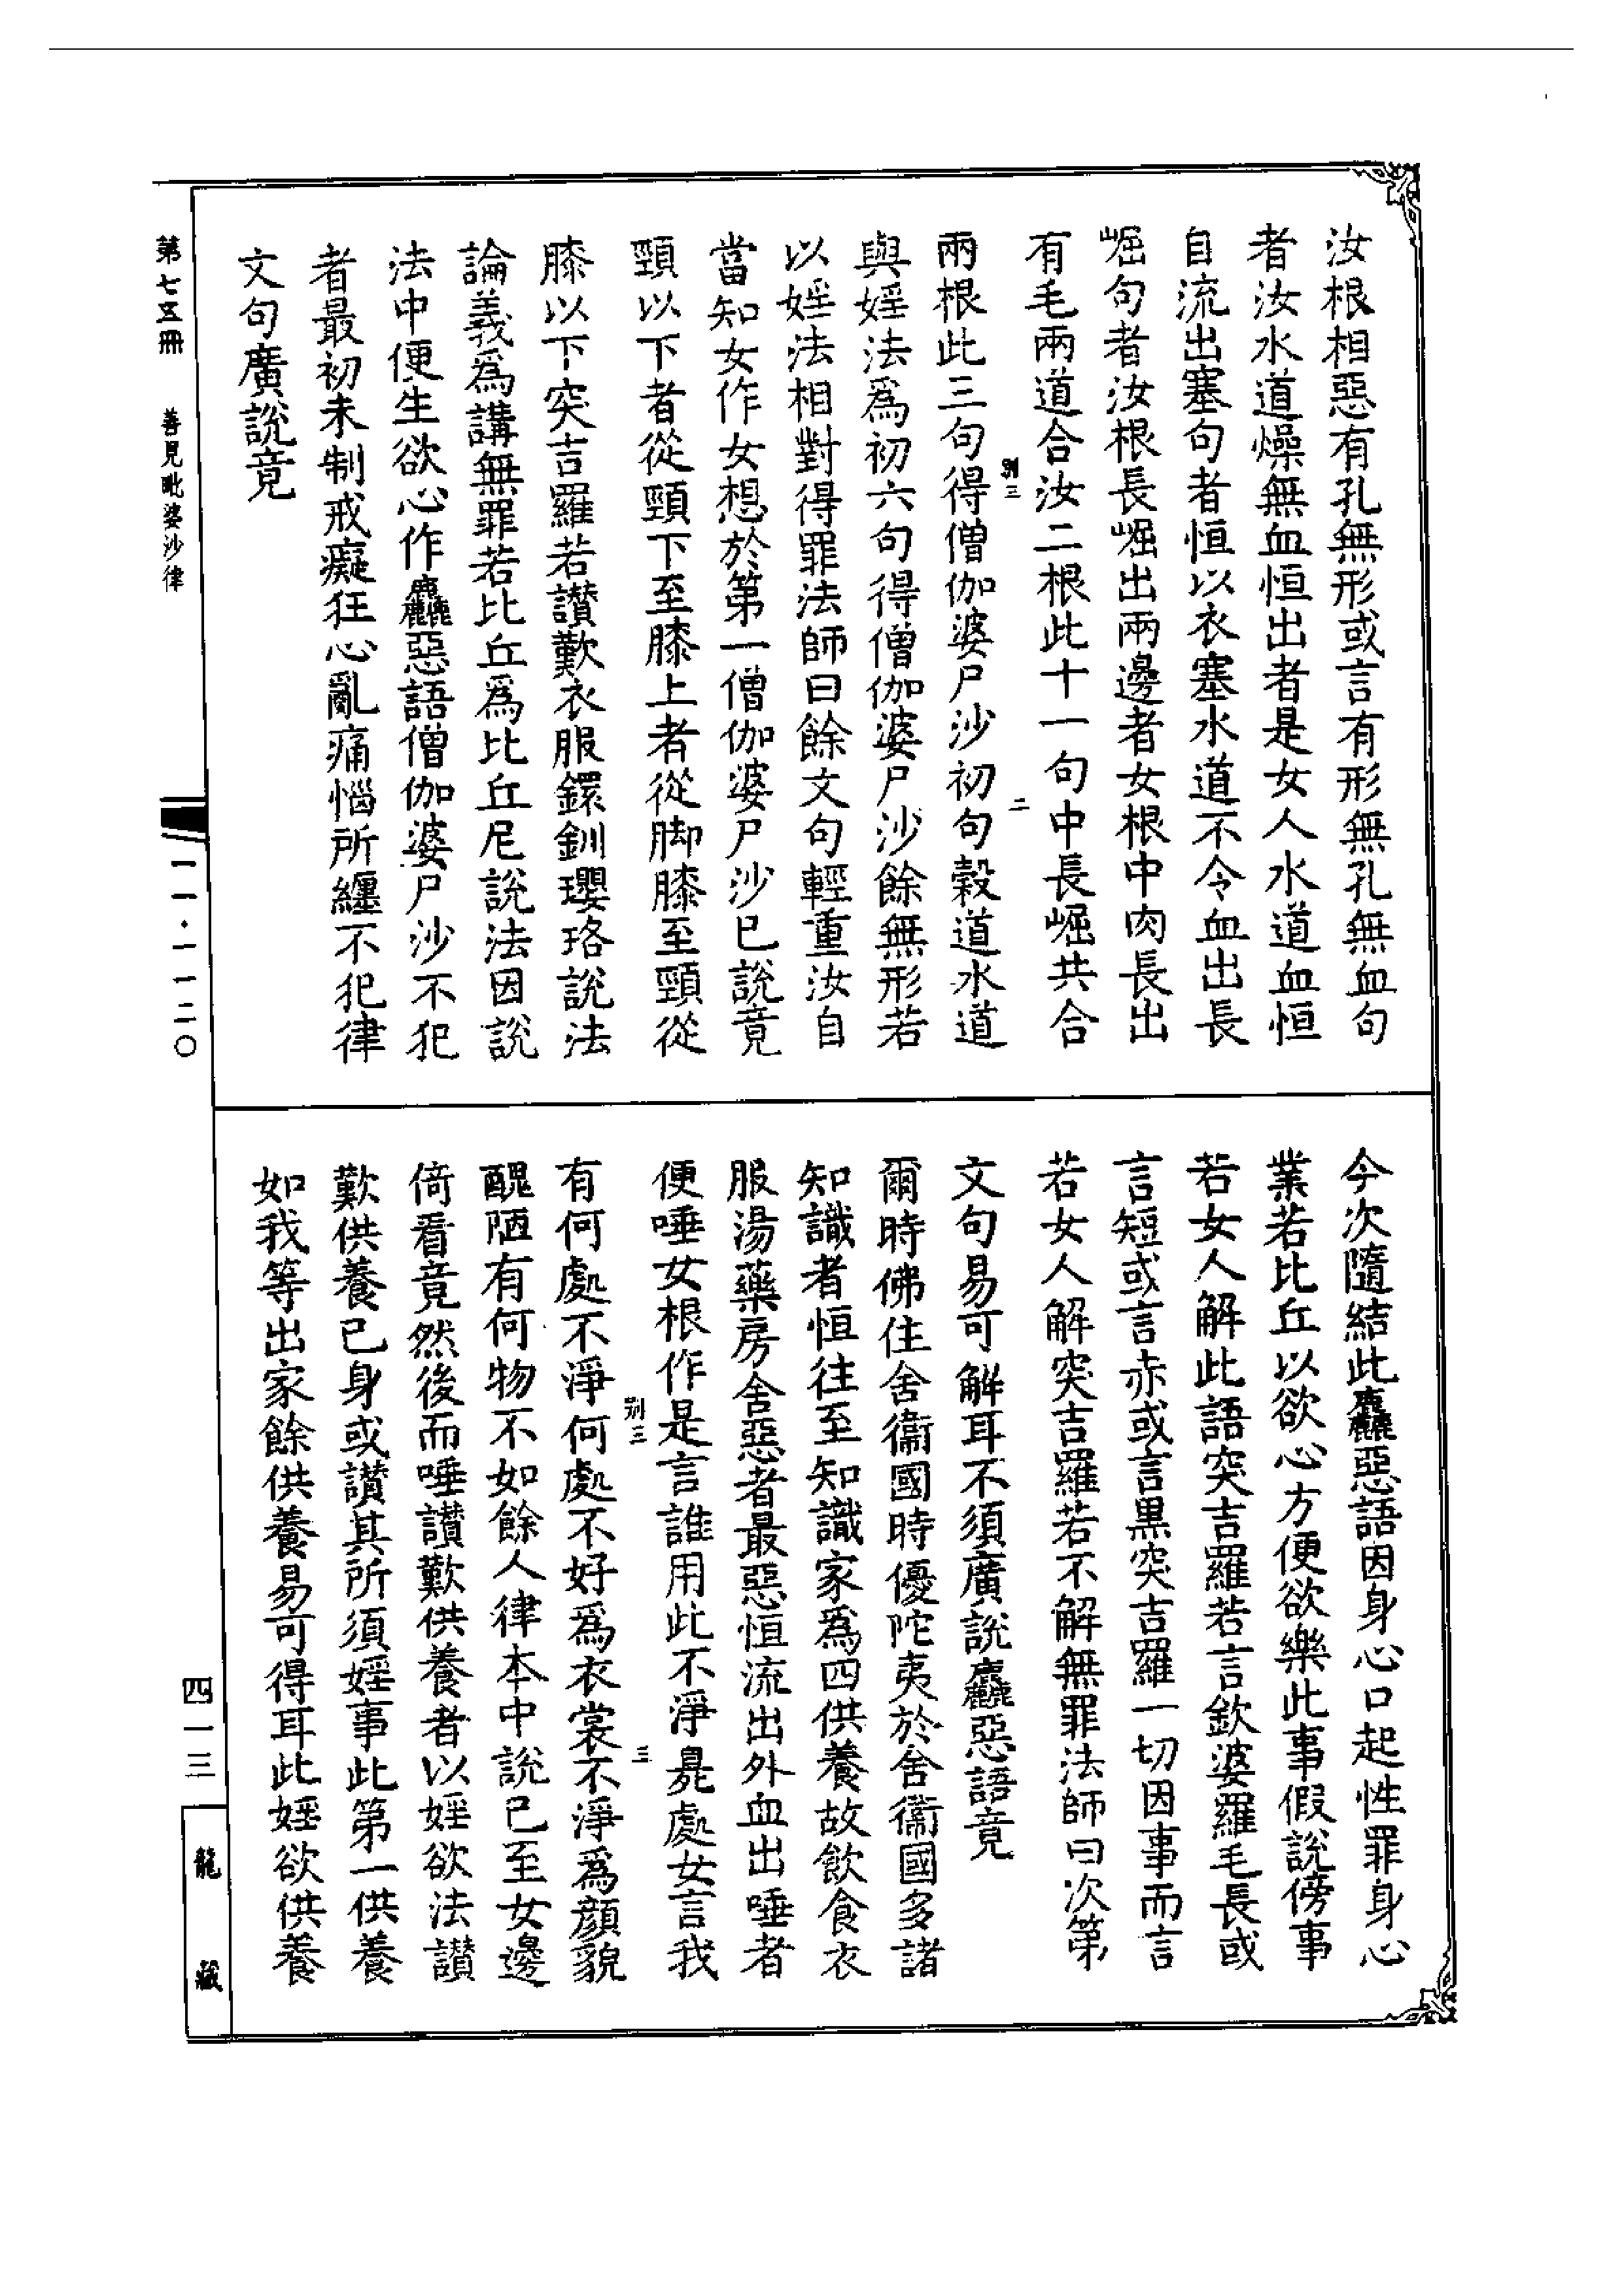 汝根相惡有孔無形或言有形無孔無血句
者汝水道燥無血恒出者是女人水道血恒
自流出塞句者恒以衣塞水道不令血出長
崛句者汝根長崛出兩邊者女根中肉長出
有毛兩道合汝二根此十一句中長崛共合
別三
二
兩根此三句得僧伽婆尸沙初句穀道水道
與婬法爲初六句得僧伽婆尸沙餘無形若
以婬法相對得罪法師曰餘文句輕重汝自
當知女作女想於第一僧伽婆尸沙已說竟
頸以下者從頸下至膝上者從脚膝至頸從
膝以下突吉羅若讃歎衣服鐶釧瓔珞說法
論義爲講無罪若比丘爲比丘尼說法因說
法中便生欲心作麤惡語僧伽婆尸沙不犯
者最初未制戒癡狂心亂痛惱所纏不犯律
文句廣說竟
今次隨結此麤惡語因身心口起性罪身心
業若比丘以欲心方便欲樂此事假說傍事
若女人解此語突吉羅若言欽婆羅毛長或
言短或言赤或言黒突吉羅一切因事而言
若女人解突吉羅若不解無罪法師曰次第
文句易可解耳不須廣說麤惡語竟
爾時佛住舍衞國時優陀夷於舍衞國多諸
知識者恒往至知識家爲四供養故飲食衣
服湯藥房舍惡者最惡恒流出外血出唾者
便唾女根作是言誰用此不淨臰處女言我
別三
三
有何處不淨何處不好爲衣裳不淨爲顔貌
醜陋有何物不如餘人律本中說已至女邊
倚看竟然後而唾讃歎供養者以婬欲法讃
歎供養已身或讃其所須婬事此第一供養
如我等出家餘供養易可得耳此婬欲供養
第七五冊
善見毗婆沙律
一一·一一二〇
四一三
龍藏